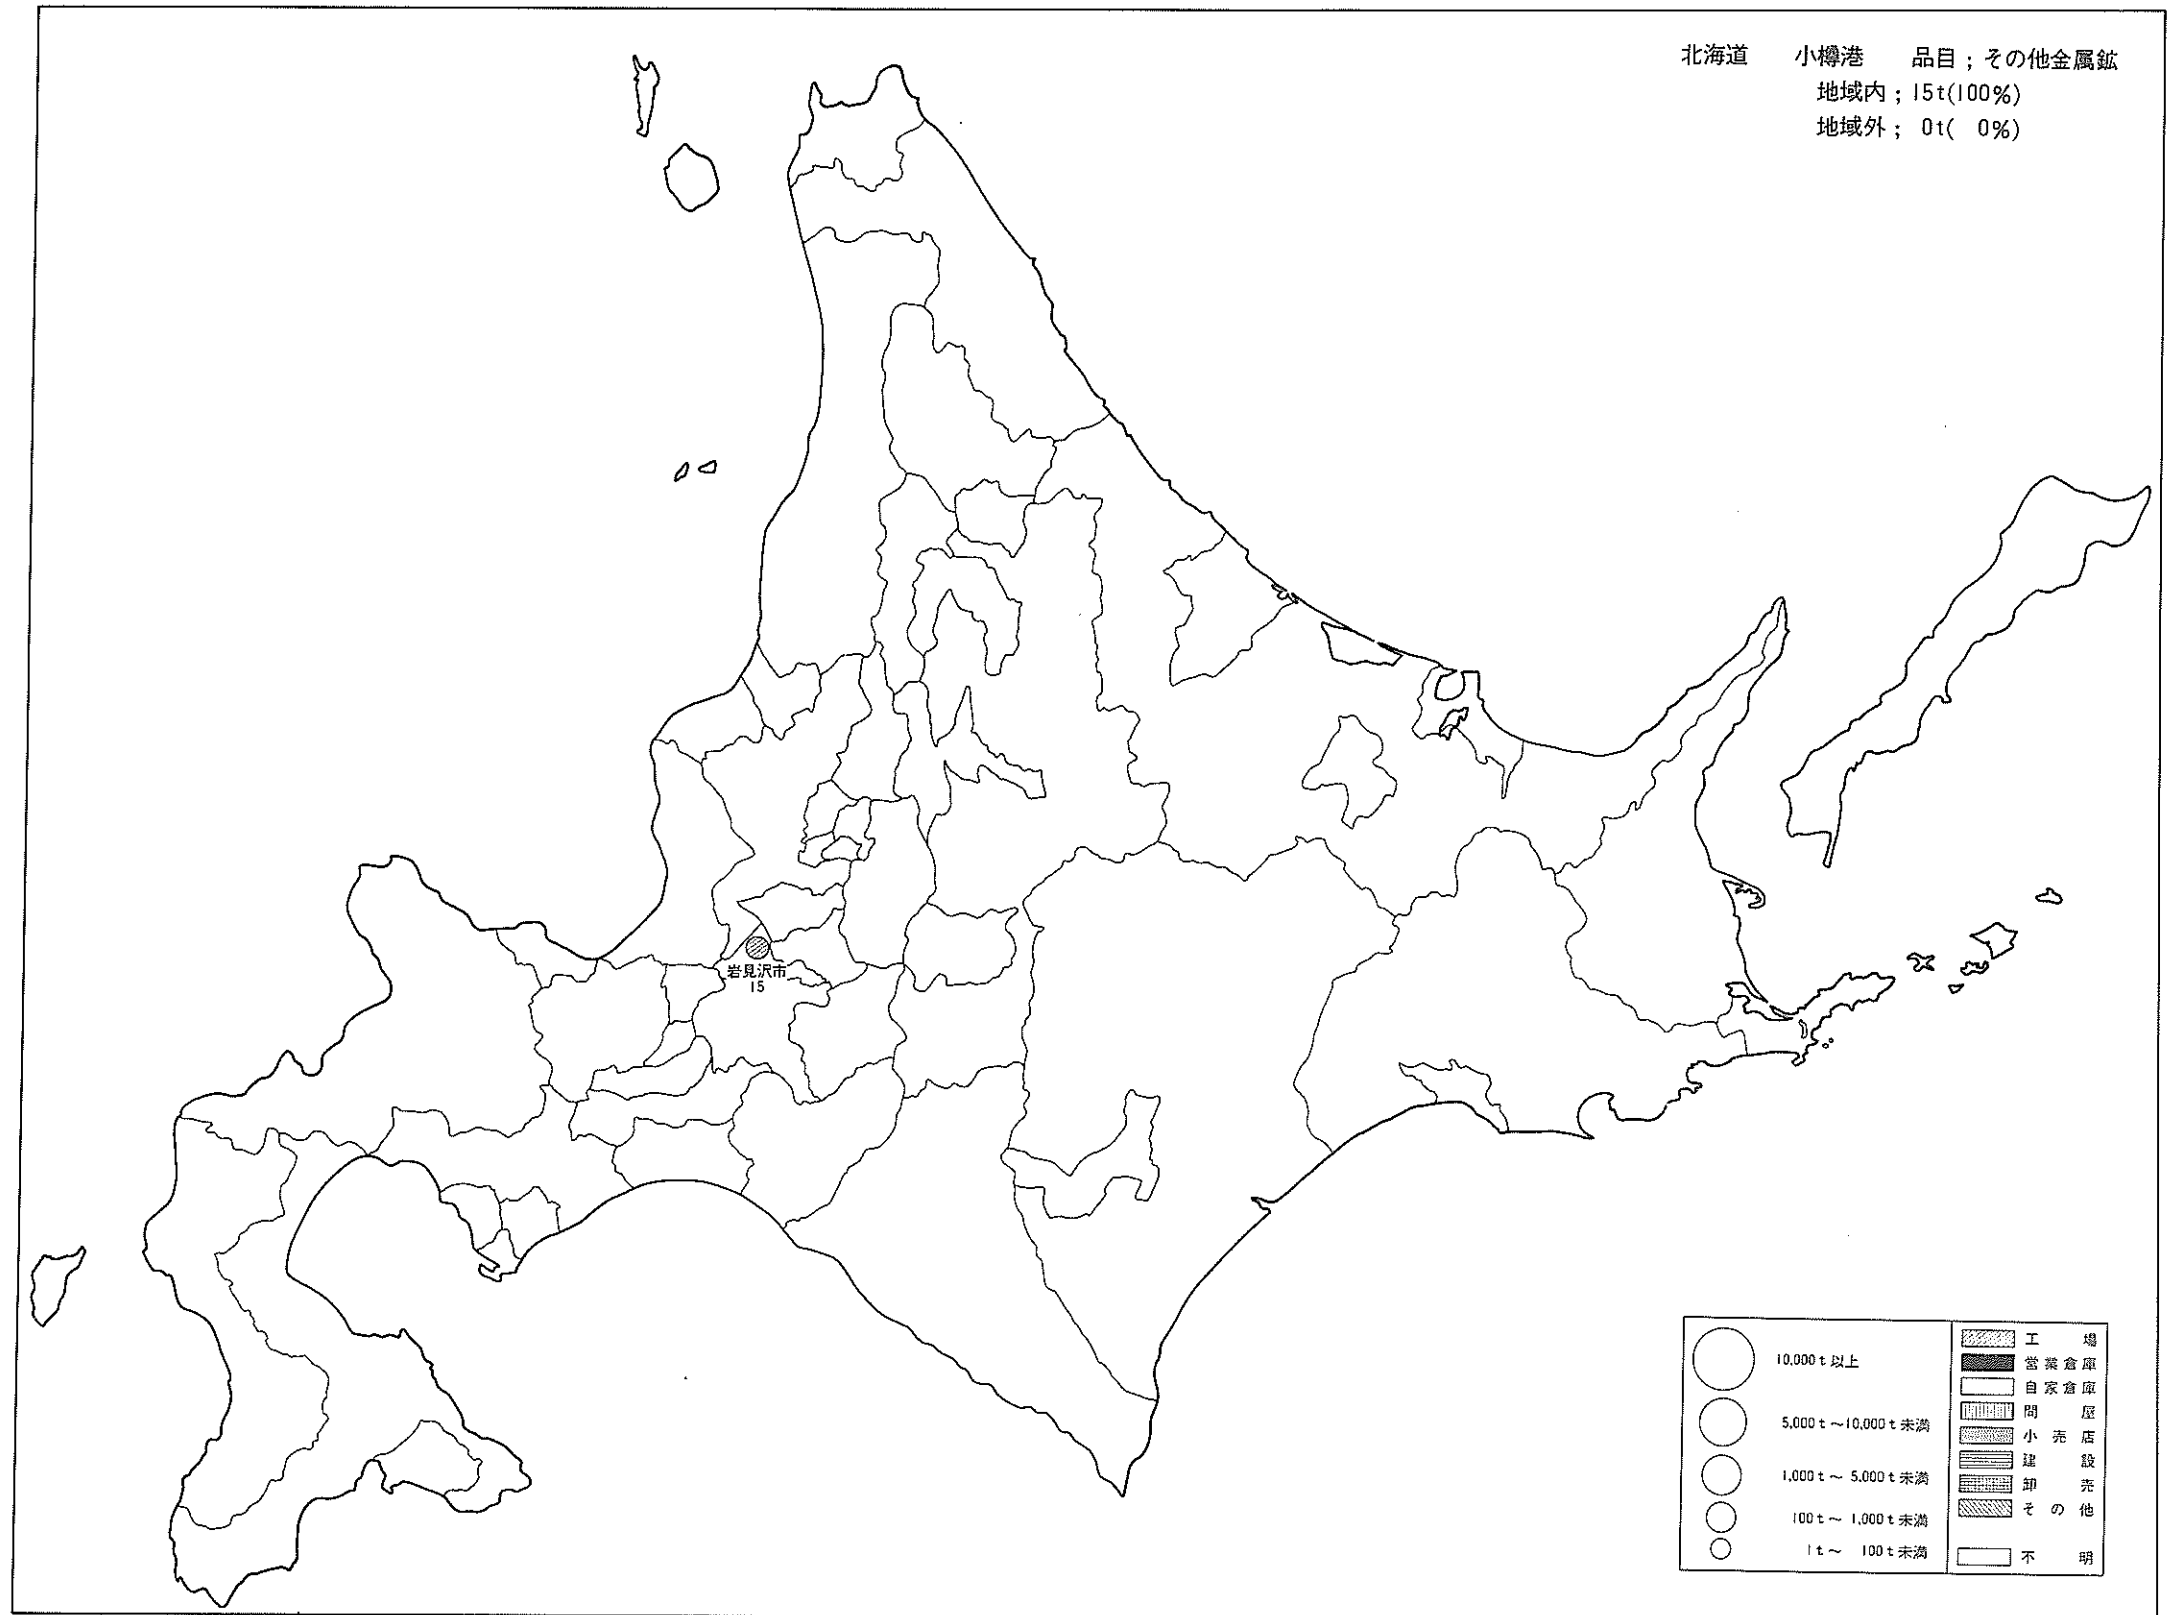 北海道 小樽港 品目；その他金属鉱
地域内；15t(100%)
地域外； 0t( 0%)
岩見沢市
15
10,000t以上
5,000t～10,000t未満
1,000t～ 5,000t未満
100t～ 1,000t未満
1t～ 100t未満
工場
営業倉庫
自家倉庫
問屋
小売店
建設
卸売
その他
不明